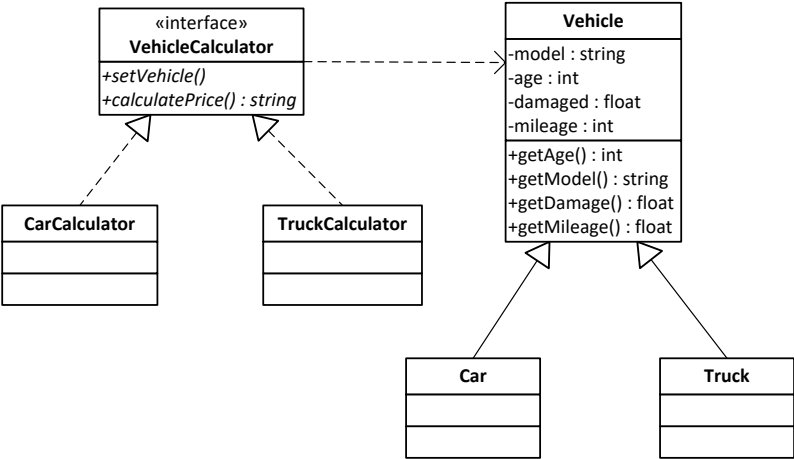 «interface»
VehicleCalculator
+setVehicle()
+calculatePrice() : string
Vehicle
-model : string
-age : int
-damaged : float
-mileage : int
+getAge() : int
+getModel() : string
+getDamage() : float
+getMileage() : float
CarCalculator
TruckCalculator
Car
Truck